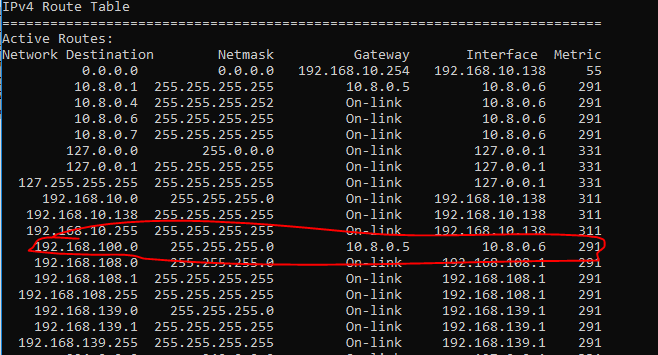 IPv4 Route Table
===========================================================================
Active Routes:
Network Destination Netmask Gateway Interface Metric
0.0.0.0 0.0.0.0 192.168.10.254 192.168.10.138 55
10.8.0.1 255.255.255.255 10.8.0.5 10.8.0.6 291
10.8.0.4 255.255.255.252 On-link 10.8.0.6 291
10.8.0.6 255.255.255.255 On-link 10.8.0.6 291
10.8.0.7 255.255.255.255 On-link 10.8.0.6 291
127.0.0.0 255.0.0.0 On-link 127.0.0.1 331
127.0.0.1 255.255.255.255 On-link 127.0.0.1 331
127.255.255.255 255.255.255.255 On-link 127.0.0.1 331
192.168.10.0 255.255.255.0 On-link 192.168.10.138 311
192.168.10.138 255.255.255.255 On-link 192.168.10.138 311
192.168.10.255 255.255.255.255 On-link 192.168.10.138 311
192.168.100.0 255.255.255.0 10.8.0.5 10.8.0.6 291
192.168.108.0 255.255.255.0 On-link 192.168.108.1 291
192.168.108.1 255.255.255.255 On-link 192.168.108.1 291
192.168.108.255 255.255.255.255 On-link 192.168.108.1 291
192.168.139.0 255.255.255.0 On-link 192.168.139.1 291
192.168.139.1 255.255.255.255 On-link 192.168.139.1 291
192.168.139.255 255.255.255.255 On-link 192.168.139.1 291